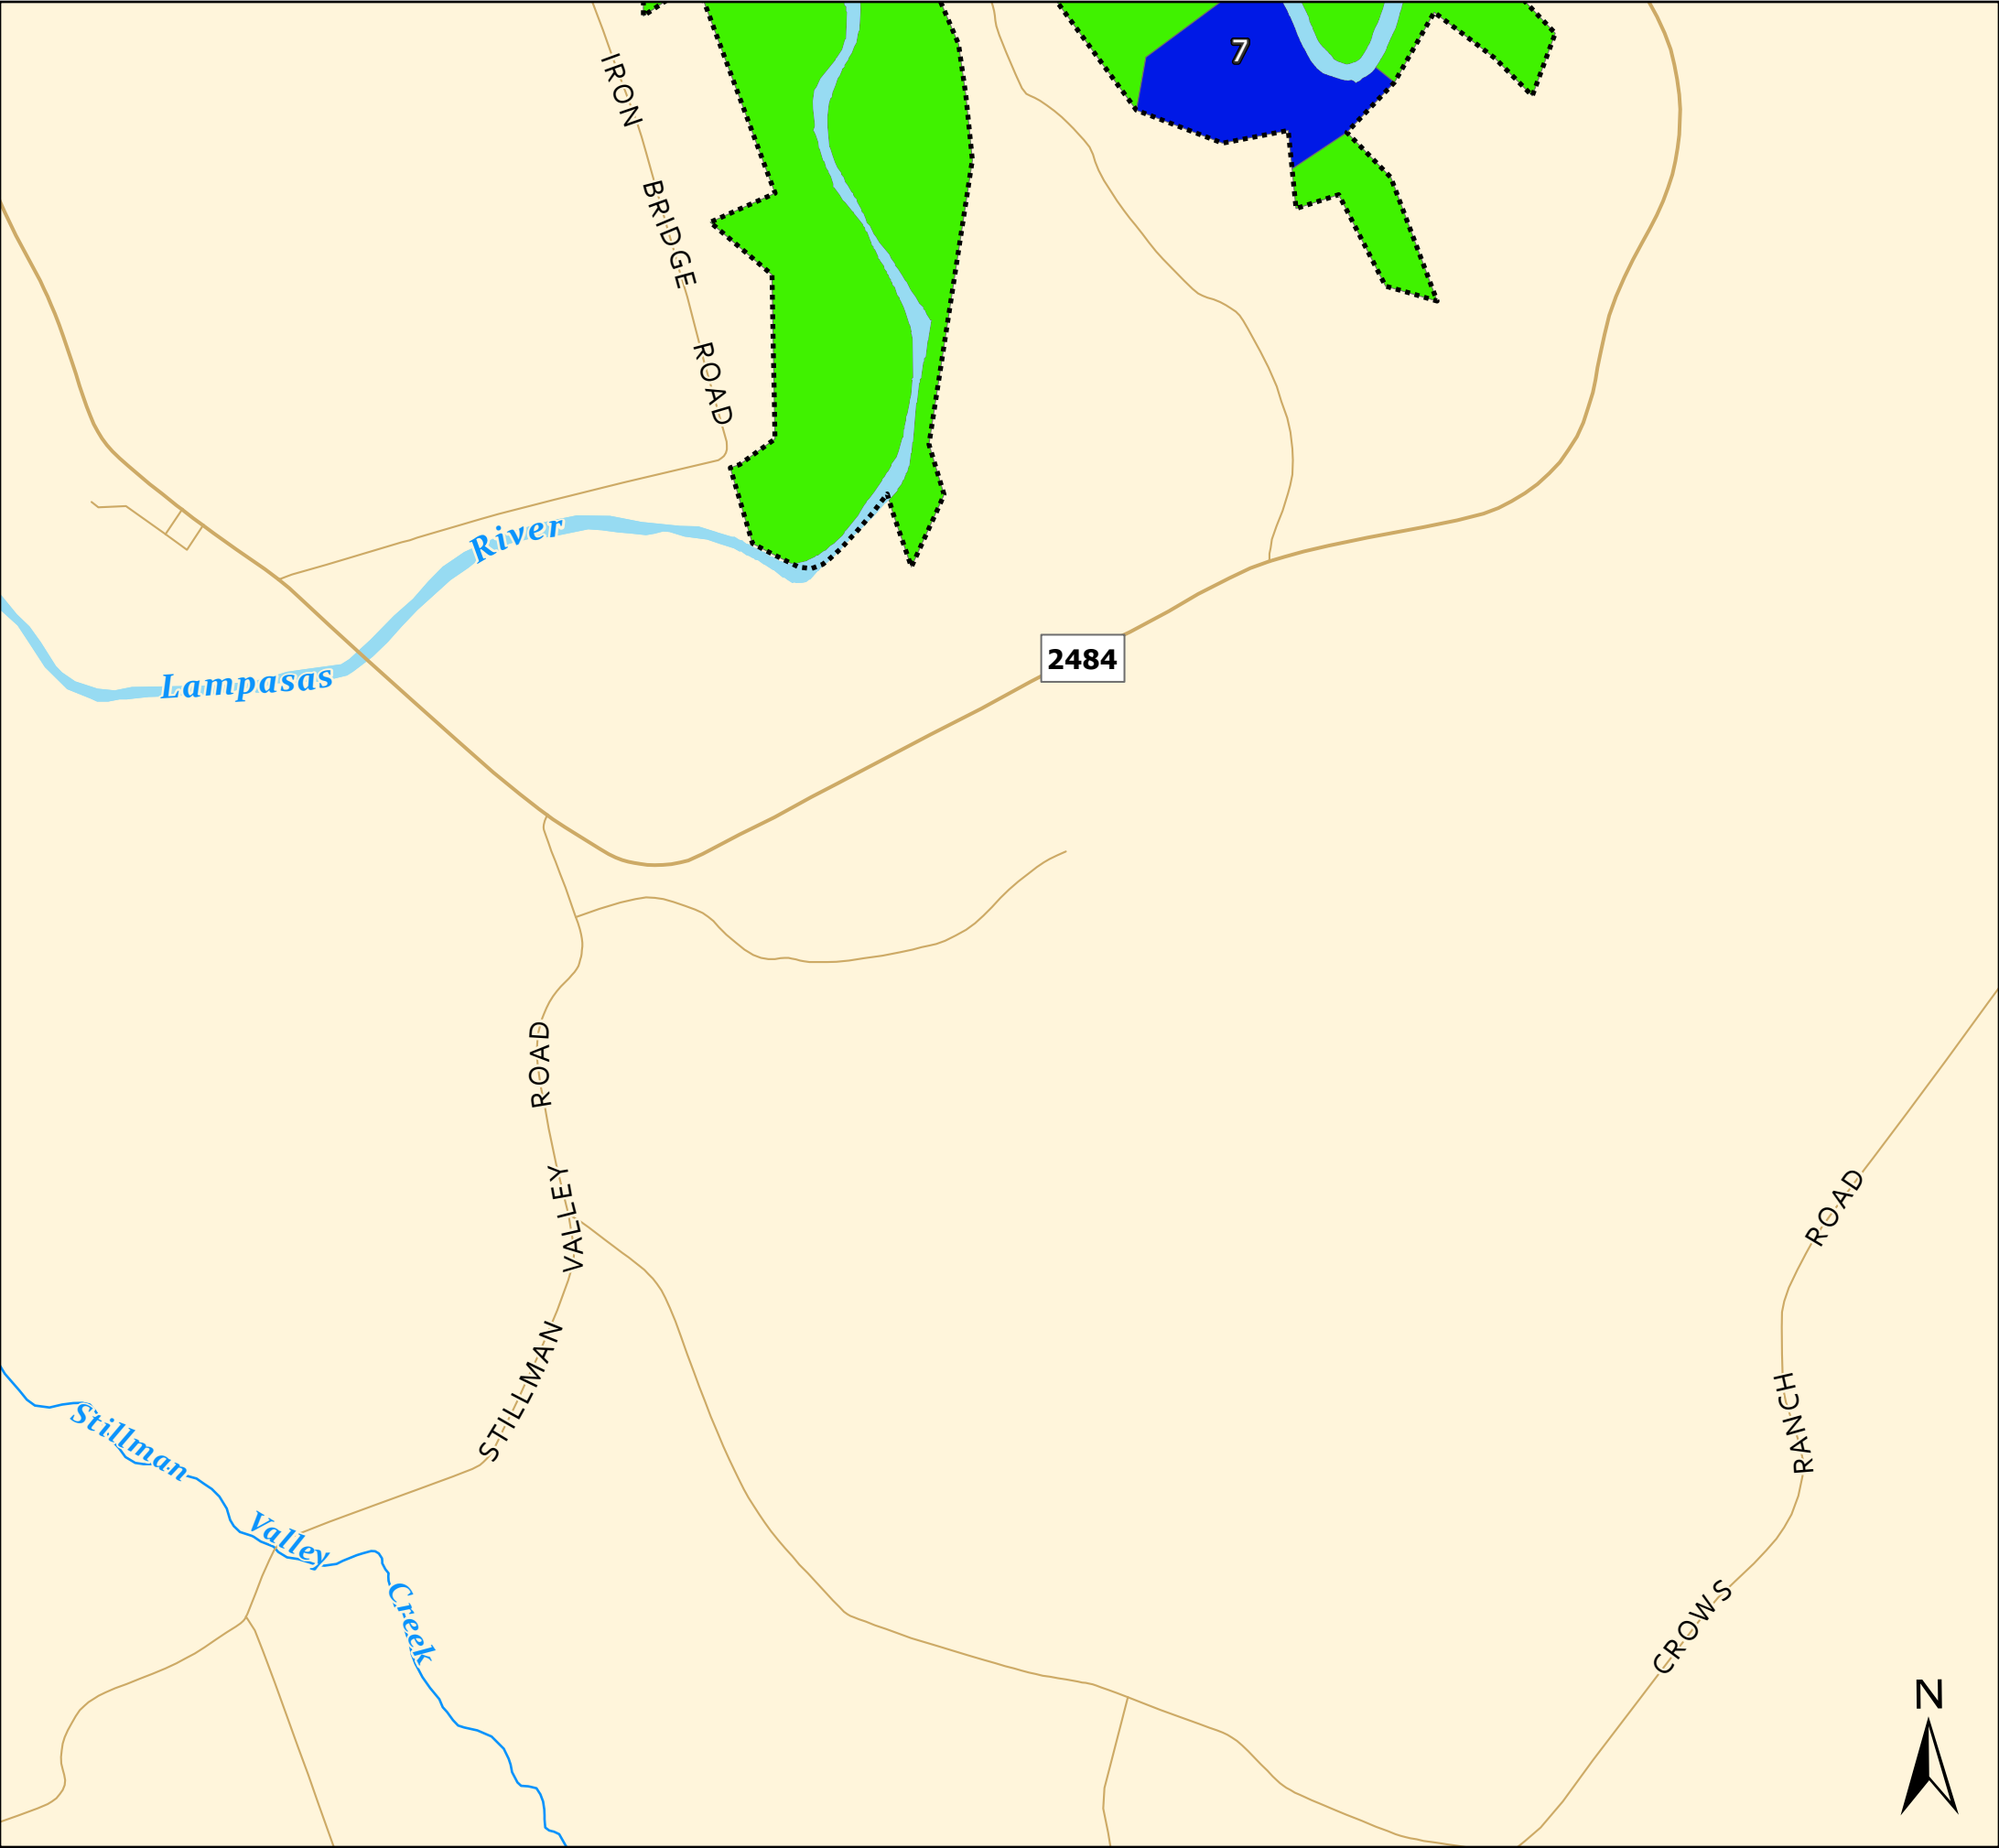 7
IRON BRIDGE ROAD
River
Lampasas
2484
STILLMAN VALLEY ROAD
CROWS RANCH ROAD
Stillman Valley Creek
N